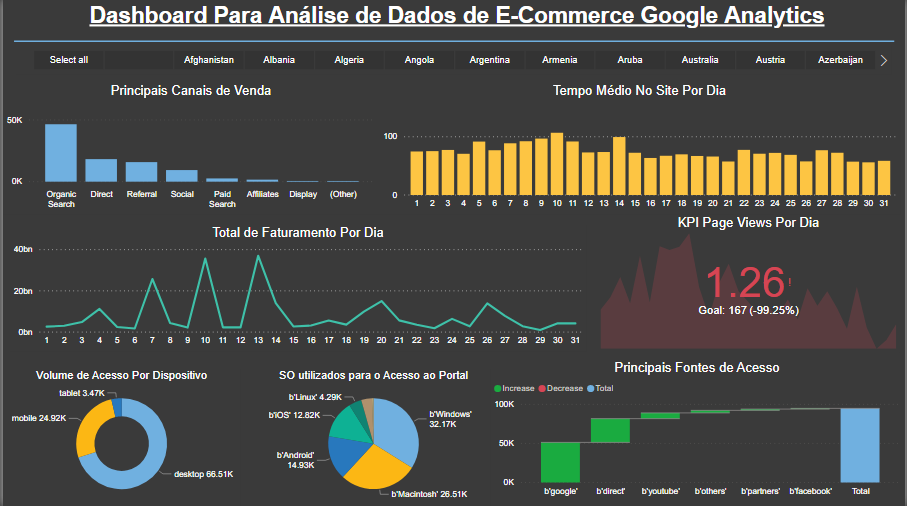 Dashboard Para Análise de Dados de E-Commerce Google Analytics
Select all Afghanistan Albania Algeria Angola Argentina Armenia Aruba Australia Austria Azerbaijan
Principais Canais de Venda
50K
0K
Organic Search Direct Referral Social Paid Search Affiliates Display (Other)
Tempo Médio No Site Por Dia
100
0
1 2 3 4 5 6 7 8 9 10 11 12 13 14 15 16 17 18 19 20 21 22 23 24 25 26 27 28 29 30 31
Total de Faturamento Por Dia
40bn
20bn
0bn
1 2 3 4 5 6 7 8 9 10 11 12 13 14 15 16 17 18 19 20 21 22 23 24 25 26 27 28 29 30 31
KPI Page Views Por Dia
1.26
Goal: 167 (-99.25%)
Volume de Acesso Por Dispositivo
tablet 3.47K
mobile 24.92K
desktop 66.51K
SO utilizados para o Acesso ao Portal
b'Linux' 4.29K
b'iOS' 12.82K
b'Windows'
32.17K
b'Android'
14.93K
b'Macintosh' 26.51K
Principais Fontes de Acesso
Increase Decrease Total
100K
50K
0K
b'google' b'direct' b'youtube' b'others' b'partners' b'facebook' Total